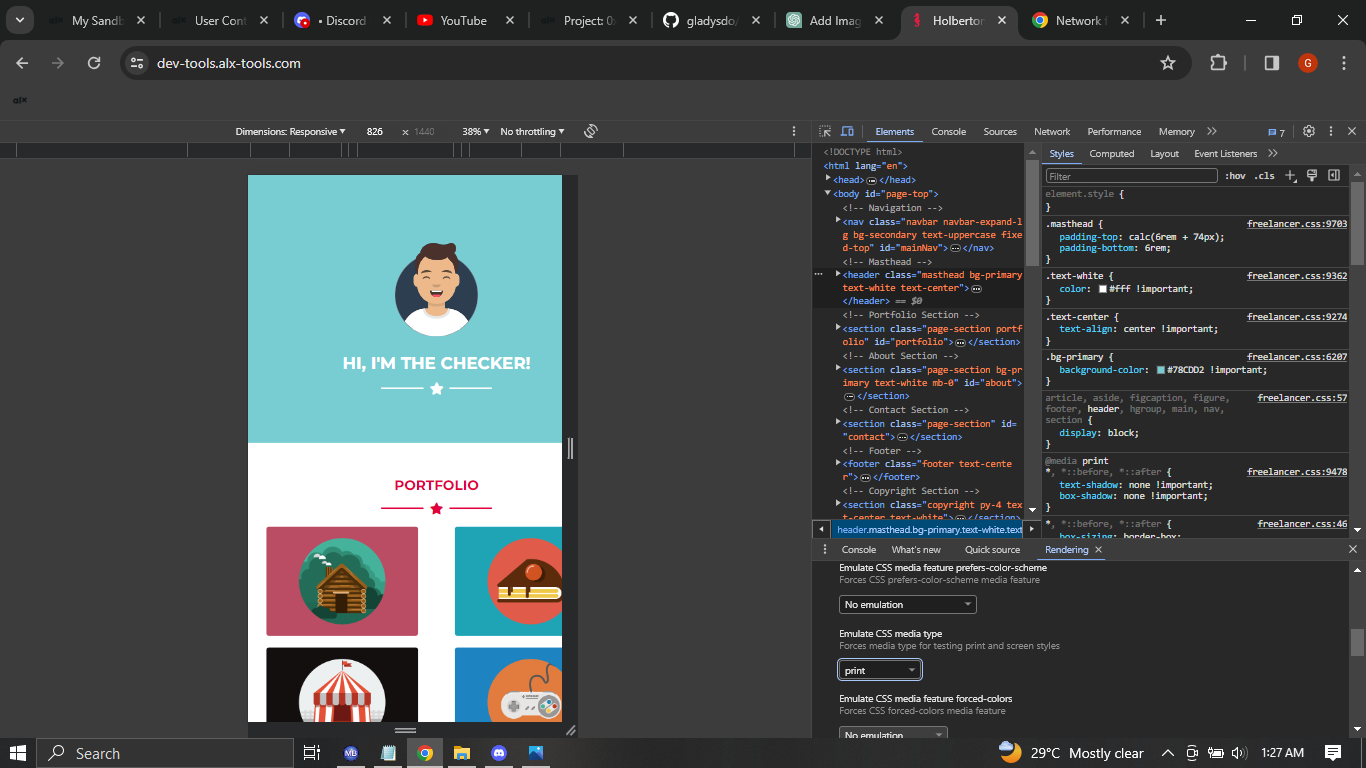 My Sandb
User Cont
• Discord
YouTube
Project: 0x
gladysdo/
Add Imag
Holberton
Network f
dev-tools.alx-tools.com
G
alx
Dimensions: Responsive
826
×
1440
38%
No throttling
Elements
Console
Sources
Network
Performance
Memory
7
<!DOCTYPE html>
<html lang="en">
<head> </head>
<body id="page-top">
<!-- Navigation -->
<nav class="navbar navbar-expand-l
g bg-secondary text-uppercase fixe
d-top" id="mainNav"> </nav>
<!-- Masthead -->
<header class="masthead bg-primary
text-white text-center">
</header> == $0
<!-- Portfolio Section -->
<section class="page-section portf
olio" id="portfolio"> </section>
<!-- About Section -->
<section class="page-section bg-pr
imary text-white mb-0" id="about">
</section>
<!-- Contact Section -->
<section class="page-section" id=
"contact"> </section>
<!-- Footer -->
<footer class="footer text-cente
r"> </footer>
<!-- Copyright Section -->
<section class="copyright py-4 tex
t-center text-white"> </section>
header.masthead.bg-primary.text-white.text
Styles
Computed
Layout
Event Listeners
Filter
:hov
.cls
element.style {
}
.masthead {
freelancer.css:9703
padding-top: calc(6rem + 74px);
padding-bottom: 6rem;
}
.text-white {
freelancer.css:9362
color: #fff !important;
}
.text-center {
freelancer.css:9274
text-align: center !important;
}
.bg-primary {
freelancer.css:6207
background-color: #78CDD2 !important;
}
article, aside, figcaption, figure,
freelancer.css:57
footer, header, hgroup, main, nav,
section {
display: block;
}
@media print
*, *::before, *::after {
freelancer.css:9478
text-shadow: none !important;
box-shadow: none !important;
}
*, *::before, *::after {
freelancer.css:46
box-sizing: border-box;
HI, I'M THE CHECKER!
PORTFOLIO
Console
What's new
Quick source
Rendering
Emulate CSS media feature prefers-color-scheme
Forces CSS prefers-color-scheme media feature
No emulation
Emulate CSS media type
Forces media type for testing print and screen styles
print
Emulate CSS media feature forced-colors
Forces CSS forced-colors media feature
No emulation
Search
MB
29°C Mostly clear
1:27 AM